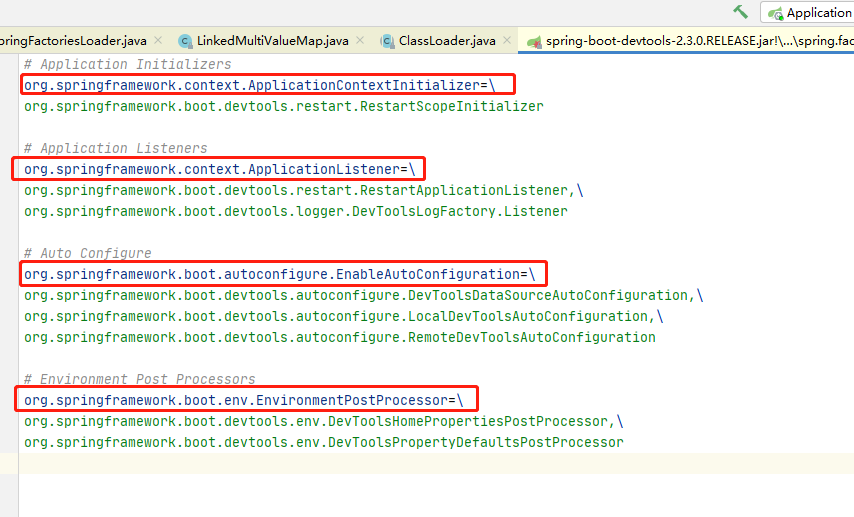 Application
pringFactoriesLoader.java
LinkedMultiValueMap.java
ClassLoader.java
spring-boot-devtools-2.3.0.RELEASE.jar!\...\spring.fac
# Application Initializers
org.springframework.context.ApplicationContextInitializer=\
org.springframework.boot.devtools.restart.RestartScopeInitializer
# Application Listeners
org.springframework.context.ApplicationListener=\
org.springframework.boot.devtools.restart.RestartApplicationListener,\
org.springframework.boot.devtools.logger.DevToolsLogFactory.Listener
# Auto Configure
org.springframework.boot.autoconfigure.EnableAutoConfiguration=\
org.springframework.boot.devtools.autoconfigure.DevToolsDataSourceAutoConfiguration,\
org.springframework.boot.devtools.autoconfigure.LocalDevToolsAutoConfiguration,\
org.springframework.boot.devtools.autoconfigure.RemoteDevToolsAutoConfiguration
# Environment Post Processors
org.springframework.boot.env.EnvironmentPostProcessor=\
org.springframework.boot.devtools.env.DevToolsHomePropertiesPostProcessor,\
org.springframework.boot.devtools.env.DevToolsPropertyDefaultsPostProcessor